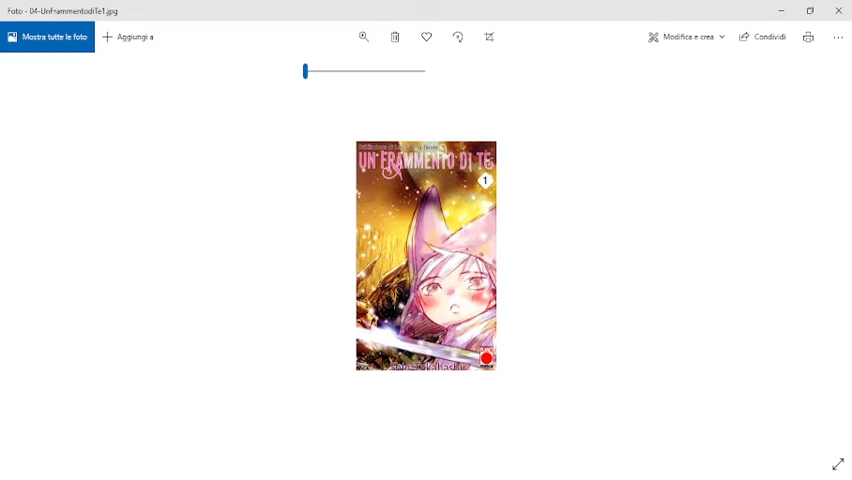 Foto - 04-UnFrammentodiTe1.jpg
Mostra tutte le foto
Aggiungi a
Modifica e crea
Condividi
UN FRAMMENTO DI TE
1